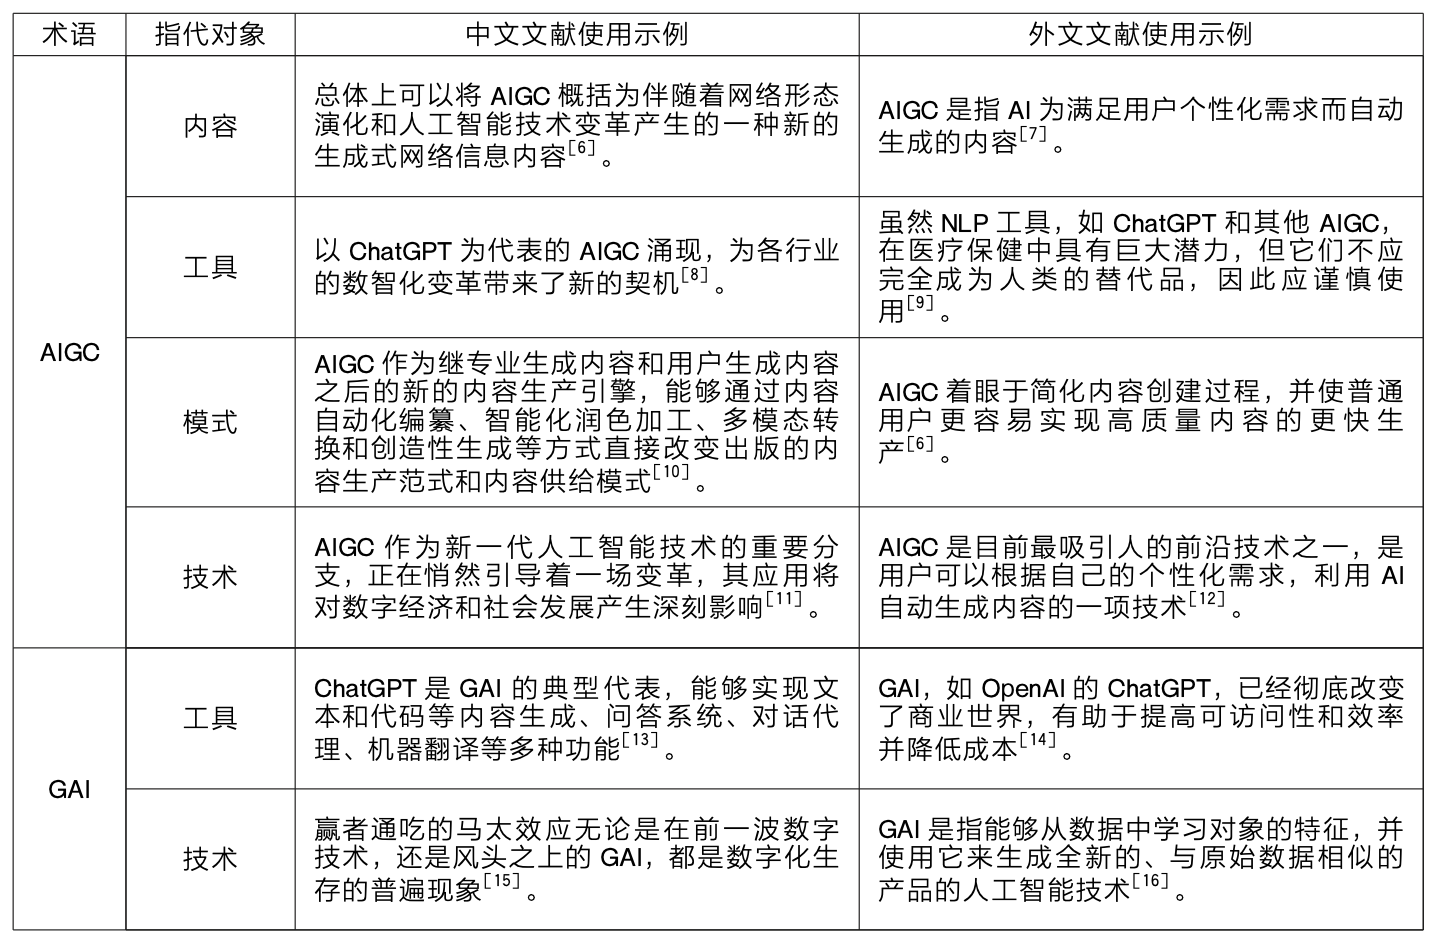 术语 指代对象 中文文献使用示例 外文文献使用示例
AIGC
内容
总体上可以将 AIGC 概括为伴随着网络形态
演化和人工智能技术变革产生的一种新的
生成式网络信息内容[6]。
AIGC 是指 AI 为满足用户个性化需求而自动
生成的内容[7]。
工具
以 ChatGPT 为代表的 AIGC 涌现，为各行业
的数智化变革带来了新的契机[8]。
虽然 NLP 工具，如 ChatGPT 和其他 AIGC，
在医疗保健中具有巨大潜力，但它们不应
完全成为人类的替代品，因此应谨慎使
用[9]。
模式
AIGC 作为继专业生成内容和用户生成内容
之后的新的内容生产引擎，能够通过内容
自动化编纂、智能化润色加工、多模态转
换和创造性生成等方式直接改变出版的内
容生产范式和内容供给模式[10]。
AIGC 着眼于简化内容创建过程，并使普通
用户更容易实现高质量内容的更快生
产[6]。
技术
AIGC 作为新一代人工智能技术的重要分
支，正在悄然引导着一场变革，其应用将
对数字经济和社会发展产生深刻影响[11]。
AIGC 是目前最吸引人的前沿技术之一，是
用户可以根据自己的个性化需求，利用 AI
自动生成内容的一项技术[12]。
GAI
工具
ChatGPT 是 GAI 的典型代表，能够实现文
本和代码等内容生成、问答系统、对话代
理、机器翻译等多种功能[13]。
GAI，如 OpenAI 的 ChatGPT，已经彻底改变
了商业世界，有助于提高可访问性和效率
并降低成本[14]。
技术
赢者通吃的马太效应无论是在前一波数字
技术，还是风头之上的 GAI，都是数字化生
存的普遍现象[15]。
GAI 是指能够从数据中学习对象的特征，并
使用它来生成全新的、与原始数据相似的
产品的人工智能技术[16]。